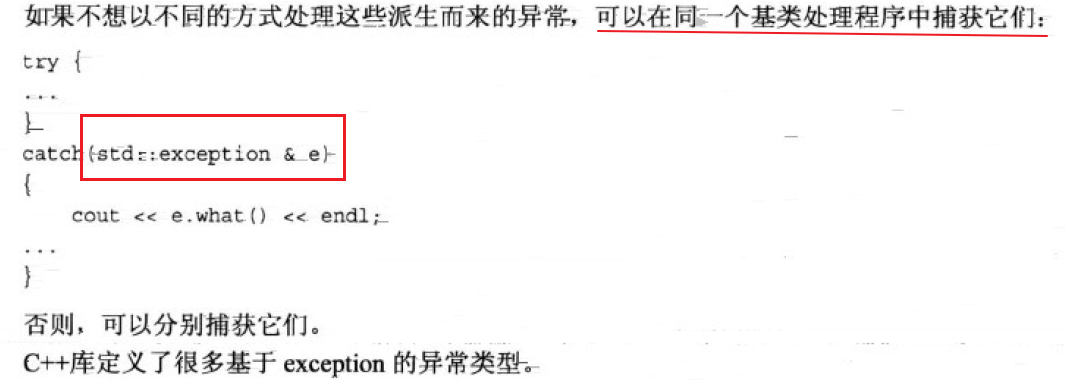 如果不想以不同的方式处理这些派生而来的异常，可以在同一个基类处理程序中捕获它们：
try {
...
}
catch(std::exception & e)
{
    cout << e.what() << endl;
...
}
否则，可以分别捕获它们。
C++库定义了很多基于 exception 的异常类型。